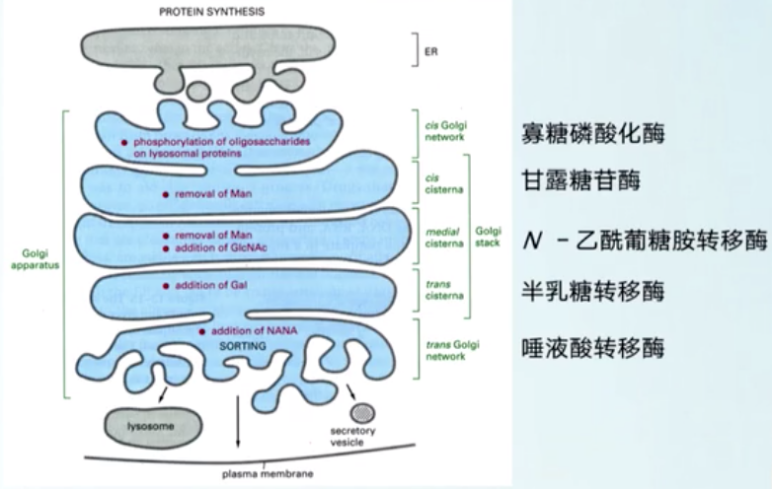 PROTEIN SYNTHESIS
ER
phosphorylation of oligosaccharides
on lysosomal proteins
cis Golgi
network
寡糖磷酸化酶
removal of Man
cis
cisterna
甘露糖苷酶
removal of Man
addition of GlcNAc
medial
cisterna
Golgi
stack
N - 乙酰葡糖胺转移酶
Golgi
apparatus
addition of Gal
trans
cisterna
半乳糖转移酶
addition of NANA
SORTING
trans Golgi
network
唾液酸转移酶
lysosome
secretory
vesicle
plasma membrane